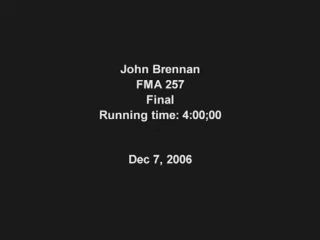 John Brennan
FMA 257
Final
Running time: 4:00;00
Dec 7, 2006